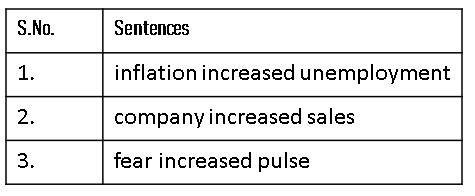 S.No. Sentences
1. inflation increased unemployment
2. company increased sales
3. fear increased pulse